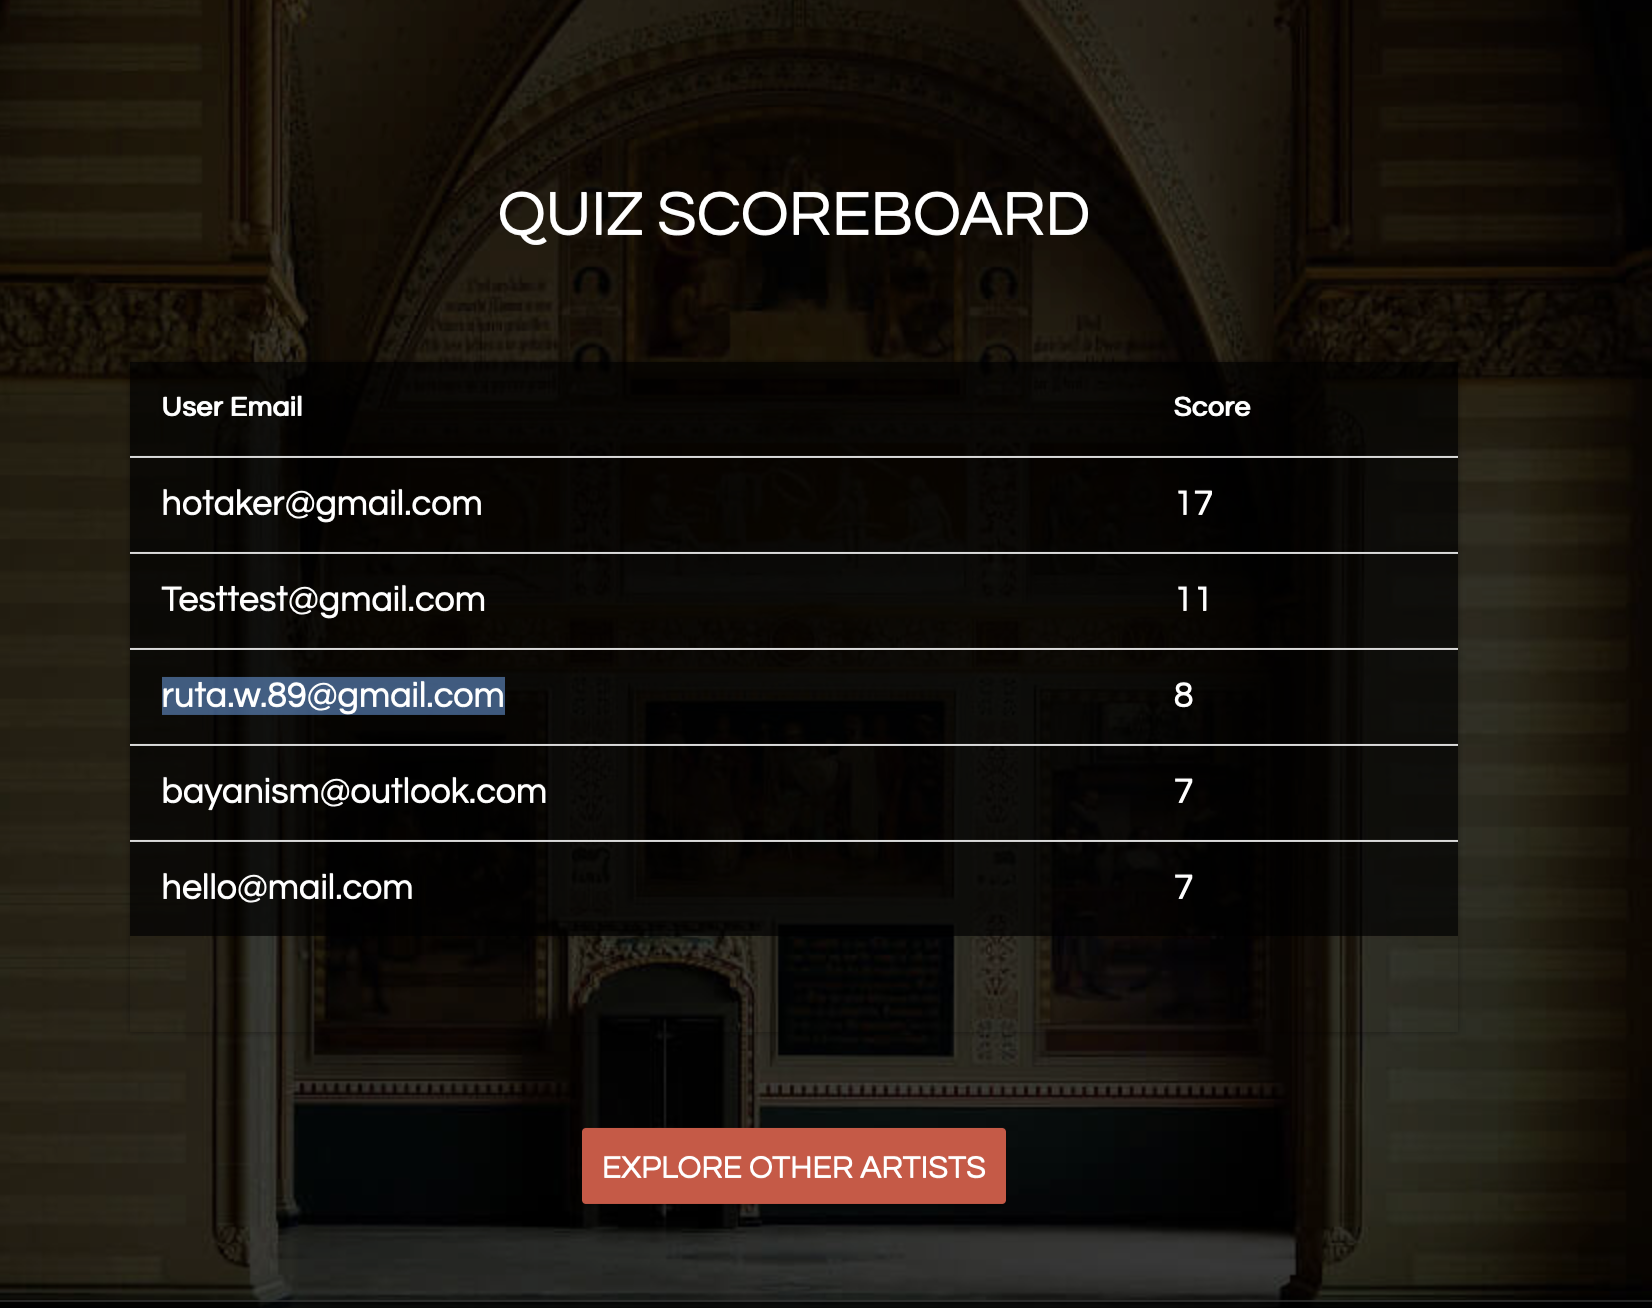 QUIZ SCOREBOARD
User Email Score
hotaker@gmail.com 17
Testtest@gmail.com 11
ruta.w.89@gmail.com 8
bayanism@outlook.com 7
hello@mail.com 7
EXPLORE OTHER ARTISTS